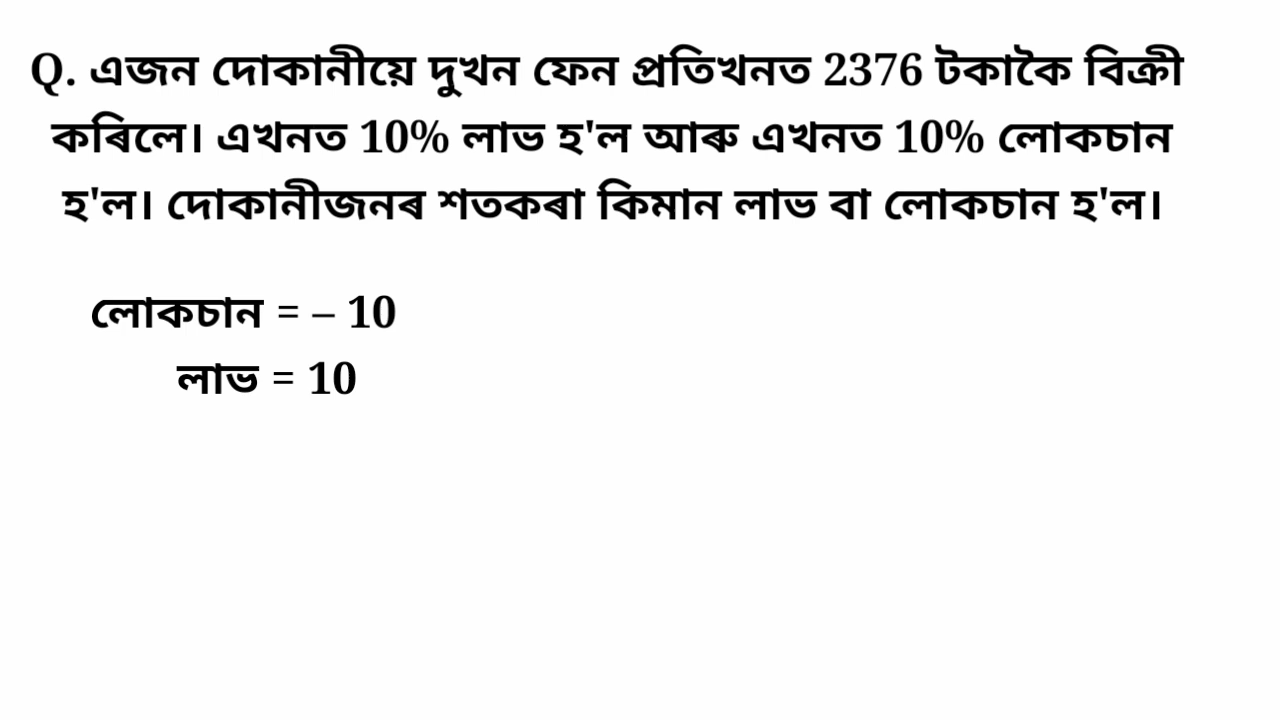 Q. এজন দোকানীয়ে দুখন ফেন প্ৰতিখনত 2376 টকাকৈ বিক্ৰী
কৰিলে। এখনত 10% লাভ হ'ল আৰু এখনত 10% লোকচান
হ'ল। দোকানীজনৰ শতকৰা কিমান লাভ বা লোকচান হ'ল।
লোকচান = – 10
লাভ = 10